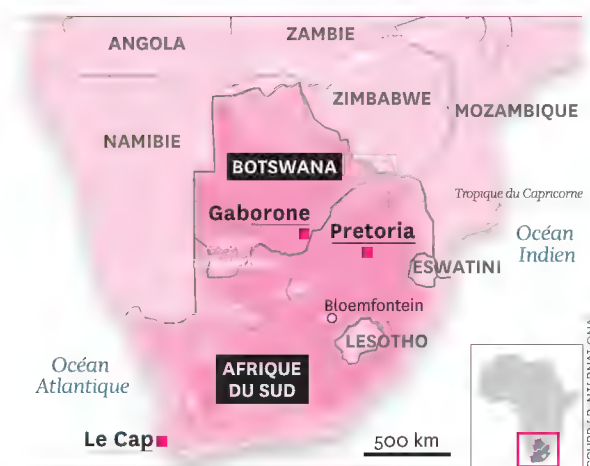 ANGOLA
ZAMBIE
ZIMBABWE
MOZAMBIQUE
NAMIBIE
BOTSWANA
Tropique du Capricorne
Gaborone
Pretoria
Océan
Indien
ESWATINI
Bloemfontein
LESOTHO
Océan
Atlantique
AFRIQUE
DU SUD
Le Cap
500 km